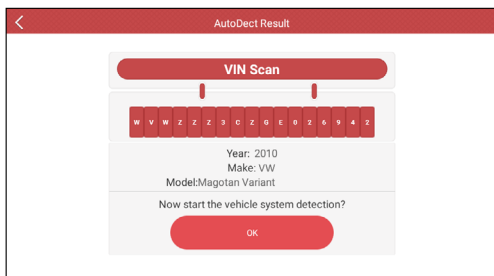 AutoDect Result
VIN Scan
W V W Z Z Z 3 C Z G E 0 2 6 9 4 2
Year: 2010
Make: VW
Model:Magotan Variant
Now start the vehicle system detection?
OK